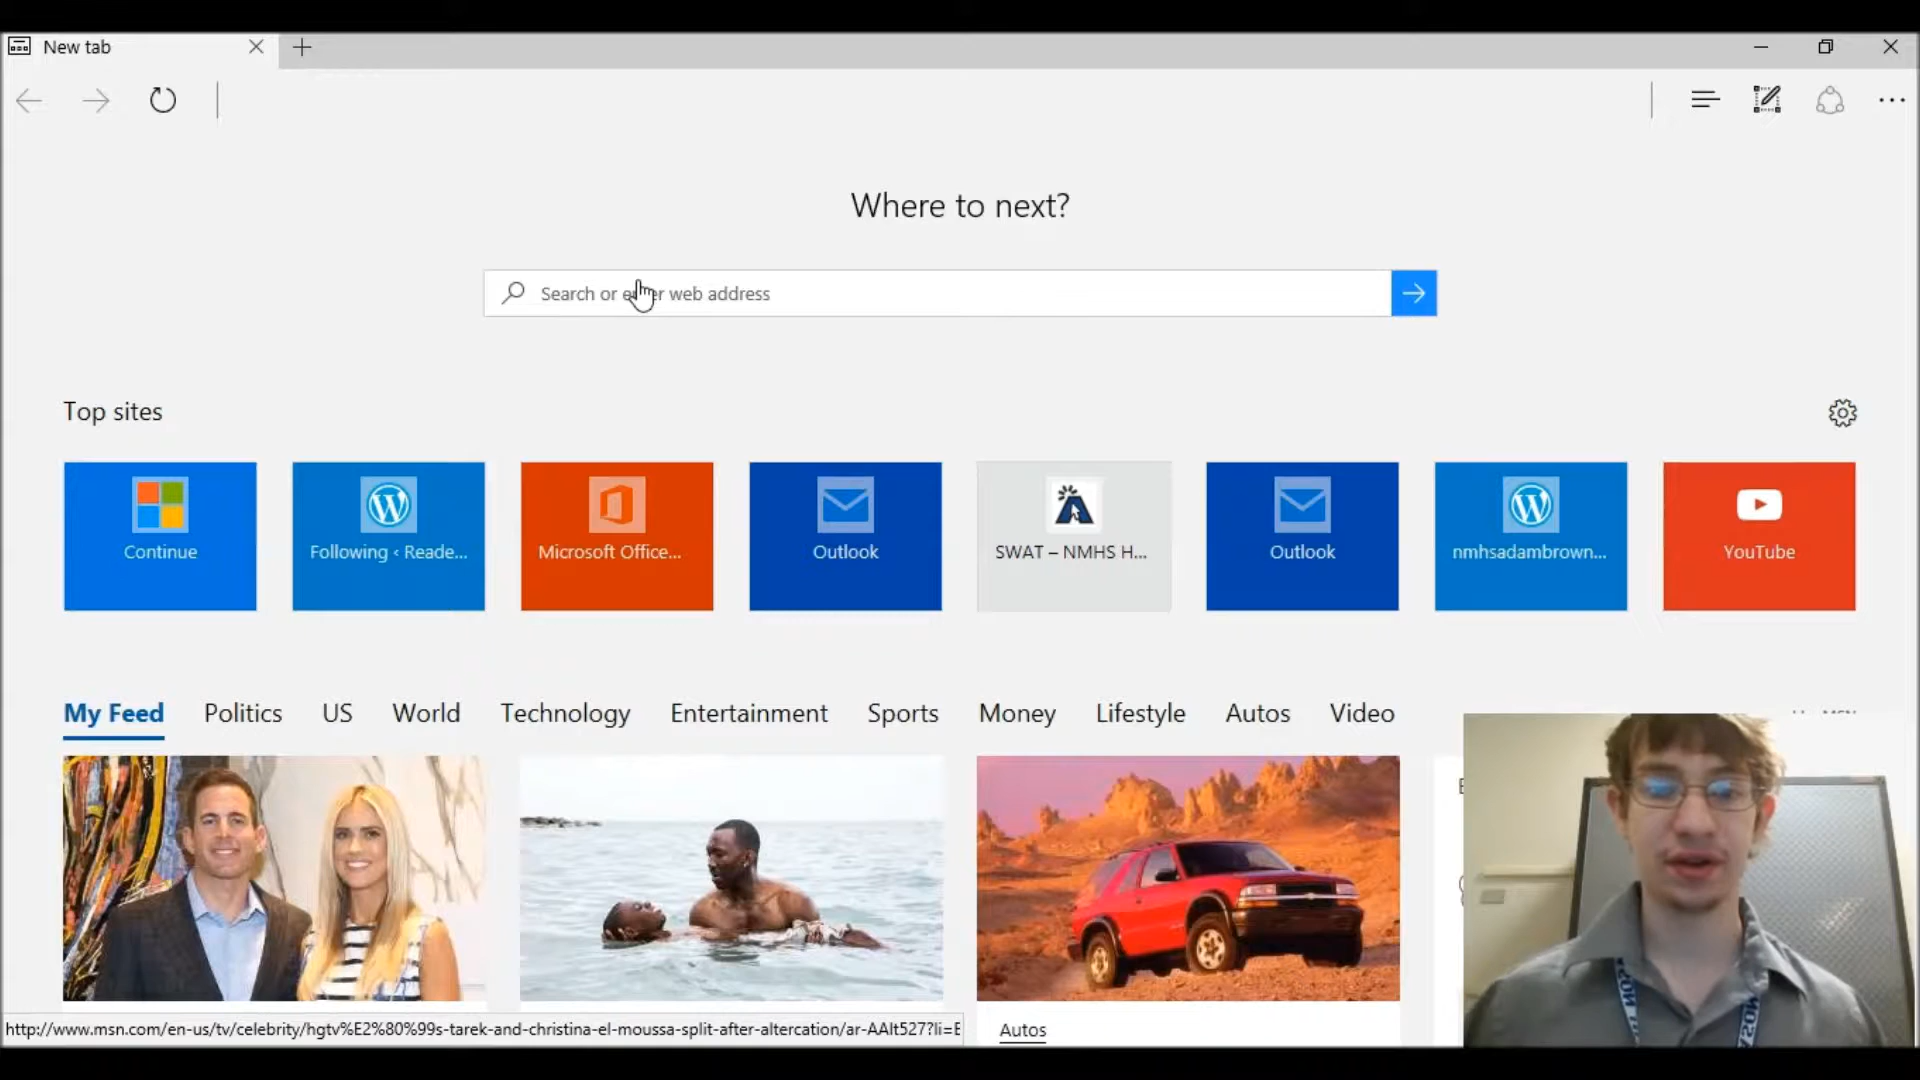 New tab
Where to next?
Search or enter web address
Top sites
Continue
Following ‹ Reade...
Microsoft Office...
Outlook
SWAT – NMHS H...
Outlook
nmhsadambrown...
YouTube
My Feed Politics US World Technology Entertainment Sports Money Lifestyle Autos Video
http://www.msn.com/en-us/tv/celebrity/hgtv%E2%80%99s-tarek-and-christina-el-moussa-split-after-altercation/ar-AAlt527?li=E
Autos